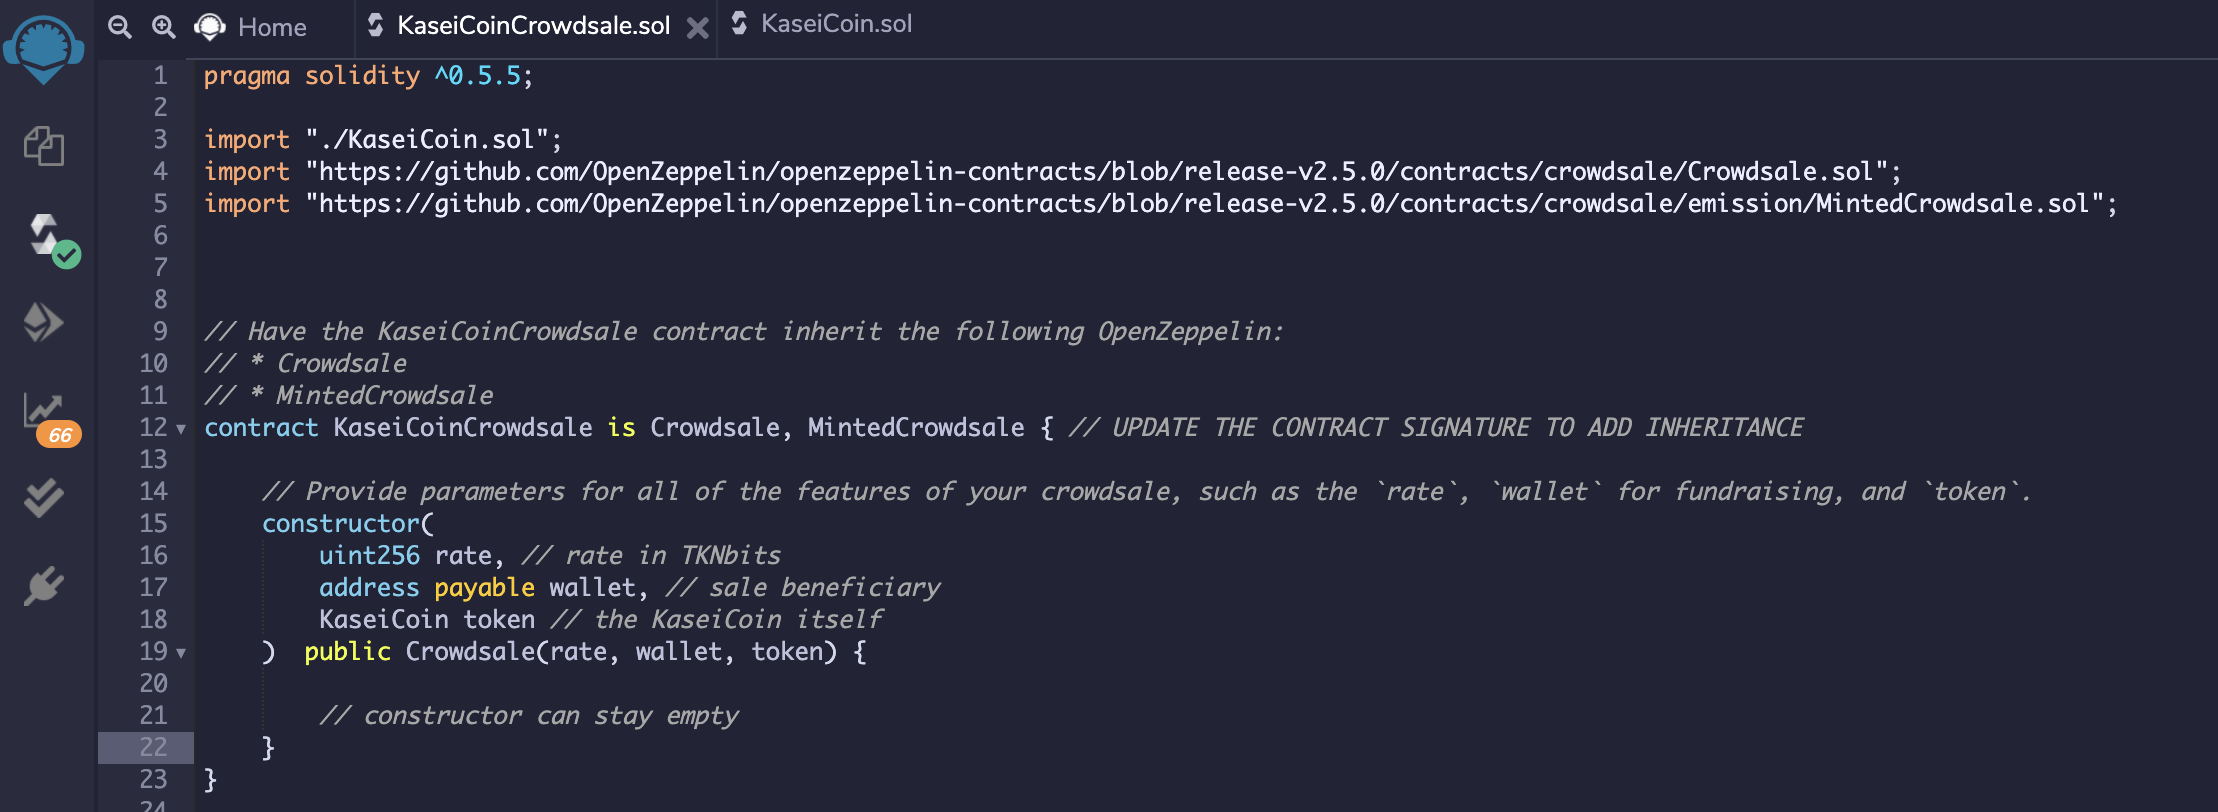 Home KaseiCoinCrowdsale.sol KaseiCoin.sol
1 pragma solidity ^0.5.5;
2
3 import "./KaseiCoin.sol";
4 import "https://github.com/OpenZeppelin/openzeppelin-contracts/blob/release-v2.5.0/contracts/crowdsale/Crowdsale.sol";
5 import "https://github.com/OpenZeppelin/openzeppelin-contracts/blob/release-v2.5.0/contracts/crowdsale/emission/MintedCrowdsale.sol";
6
7
8
9 // Have the KaseiCoinCrowdsale contract inherit the following OpenZeppelin:
10 // * Crowdsale
11 // * MintedCrowdsale
12 contract KaseiCoinCrowdsale is Crowdsale, MintedCrowdsale { // UPDATE THE CONTRACT SIGNATURE TO ADD INHERITANCE
66
13
14 // Provide parameters for all of the features of your crowdsale, such as the `rate`, `wallet` for fundraising, and `token`.
15 constructor(
16 uint256 rate, // rate in TKNbits
17 address payable wallet, // sale beneficiary
18 KaseiCoin token // the KaseiCoin itself
19 ) public Crowdsale(rate, wallet, token) {
20
21 // constructor can stay empty
22 }
23 }
24